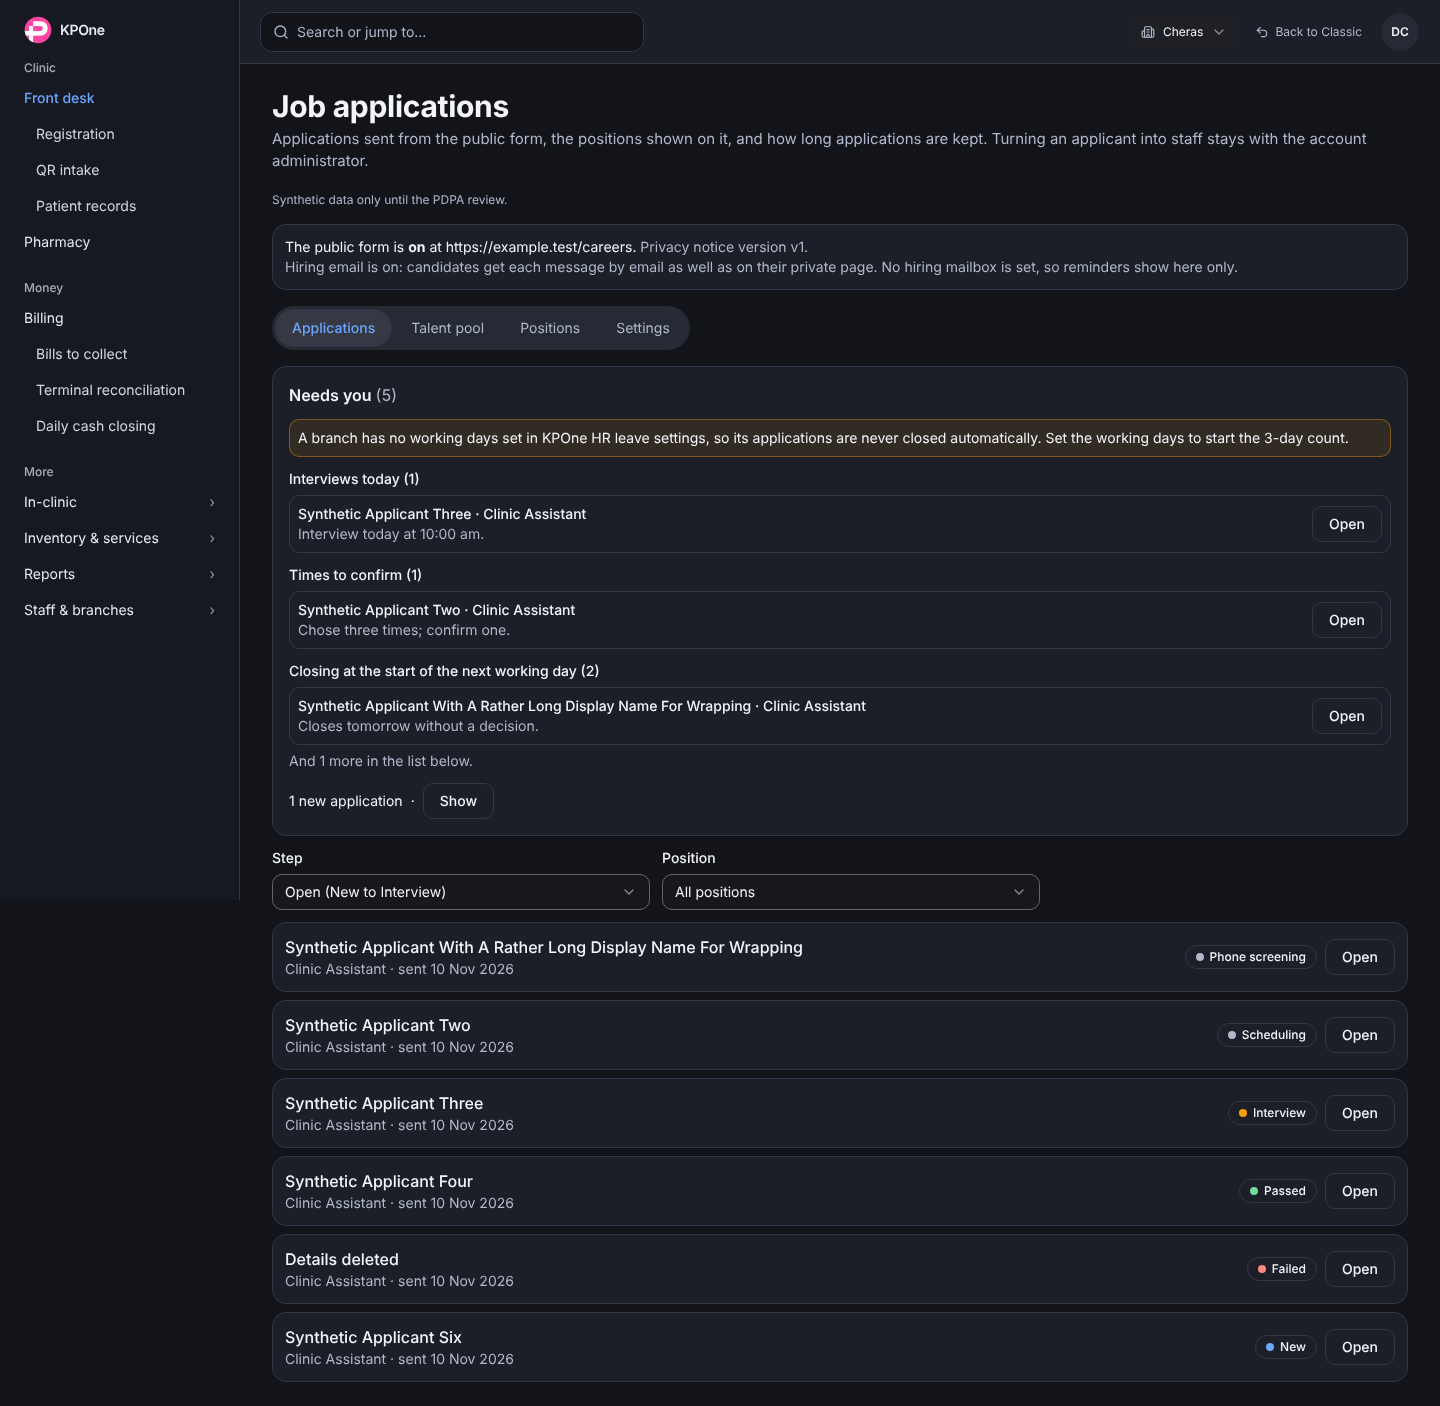 KPOne
Clinic
Front desk
Registration
QR intake
Patient records
Pharmacy
Money
Billing
Bills to collect
Terminal reconciliation
Daily cash closing
More
In-clinic
Inventory & services
Reports
Staff & branches
Search or jump to...
Cheras
Back to Classic
DC
Job applications
Applications sent from the public form, the positions shown on it, and how long applications are kept. Turning an applicant into staff stays with the account
administrator.
Synthetic data only until the PDPA review.
The public form is on at https://example.test/careers. Privacy notice version v1.
Hiring email is on: candidates get each message by email as well as on their private page. No hiring mailbox is set, so reminders show here only.
Applications
Talent pool
Positions
Settings
Needs you (5)
A branch has no working days set in KPOne HR leave settings, so its applications are never closed automatically. Set the working days to start the 3-day count.
Interviews today (1)
Synthetic Applicant Three · Clinic Assistant
Interview today at 10:00 am.
Open
Times to confirm (1)
Synthetic Applicant Two · Clinic Assistant
Chose three times; confirm one.
Open
Closing at the start of the next working day (2)
Synthetic Applicant With A Rather Long Display Name For Wrapping · Clinic Assistant
Closes tomorrow without a decision.
Open
And 1 more in the list below.
1 new application ·
Show
Step
Open (New to Interview)
Position
All positions
Synthetic Applicant With A Rather Long Display Name For Wrapping
Clinic Assistant · sent 10 Nov 2026
Phone screening
Open
Synthetic Applicant Two
Clinic Assistant · sent 10 Nov 2026
Scheduling
Open
Synthetic Applicant Three
Clinic Assistant · sent 10 Nov 2026
Interview
Open
Synthetic Applicant Four
Clinic Assistant · sent 10 Nov 2026
Passed
Open
Details deleted
Clinic Assistant · sent 10 Nov 2026
Failed
Open
Synthetic Applicant Six
Clinic Assistant · sent 10 Nov 2026
New
Open